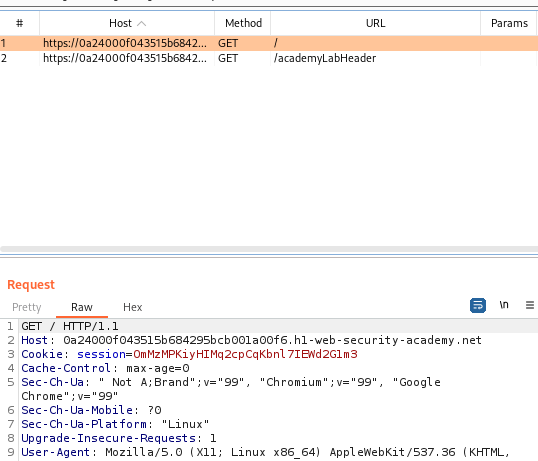 # Host Method URL Params
1 https://0a24000f043515b6842... GET /
2 https://0a24000f043515b6842... GET /academyLabHeader
Request
Pretty Raw Hex
\n
1 GET / HTTP/1.1
2 Host: 0a24000f043515b684295bcb001a00f6.h1-web-security-academy.net
3 Cookie: session=OmMzMPKiyHIMq2cpCqKbnl7IEWd2G1m3
4 Cache-Control: max-age=0
5 Sec-Ch-Ua: " Not A;Brand";v="99", "Chromium";v="99", "Google
Chrome";v="99"
6 Sec-Ch-Ua-Mobile: ?0
7 Sec-Ch-Ua-Platform: "Linux"
8 Upgrade-Insecure-Requests: 1
9 User-Agent: Mozilla/5.0 (X11; Linux x86_64) AppleWebKit/537.36 (KHTML,